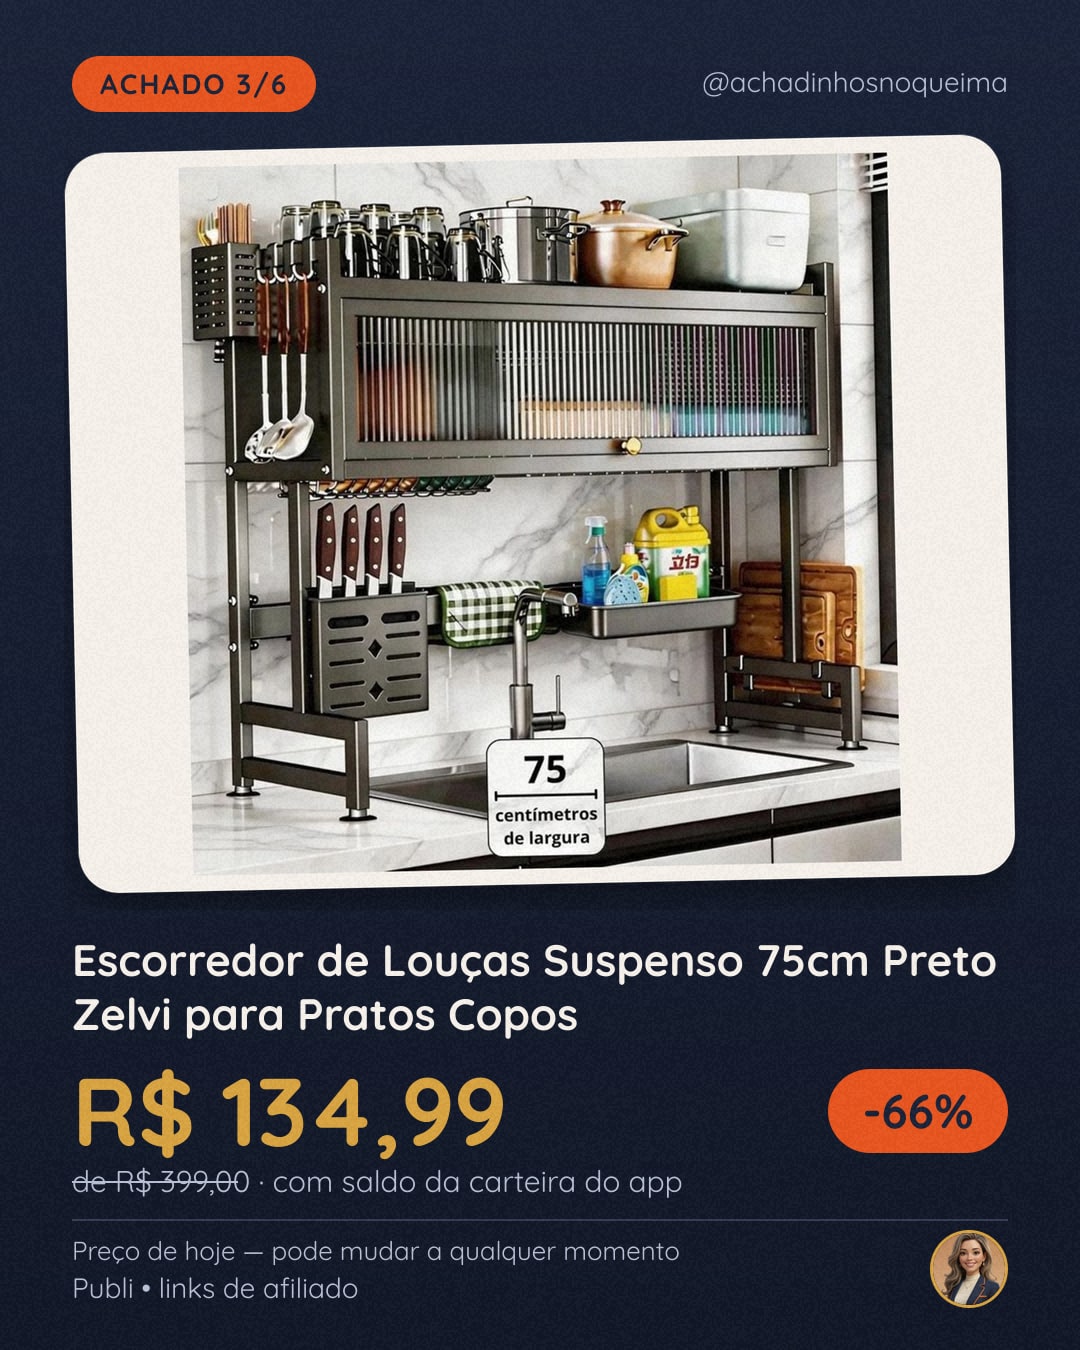 ACHADO 3/6
@achadinhosnoqueima
立白
75
centímetros
de largura
Escorredor de Louças Suspenso 75cm Preto
Zelvi para Pratos Copos
R$ 134,99
-66%
de R$ 399,00 · com saldo da carteira do app
Preço de hoje — pode mudar a qualquer momento
Publi • links de afiliado